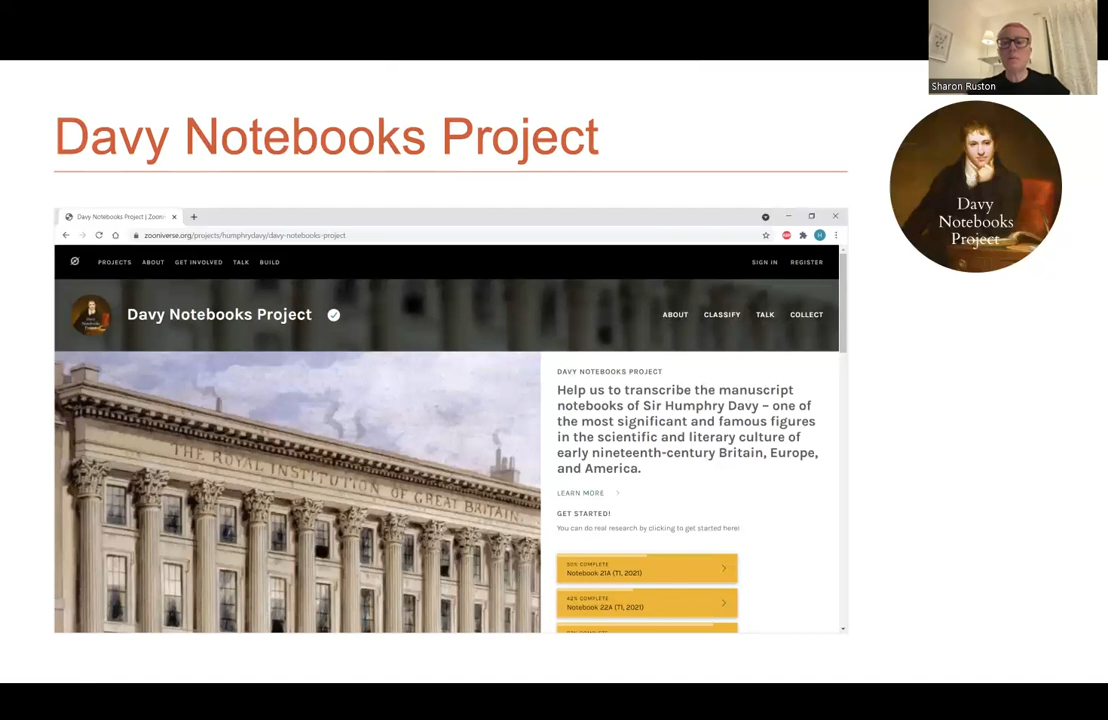 Sharon Ruston
Davy Notebooks Project
Davy
Notebooks
Project
Davy Notebooks Project | Zooni
zooniverse.org/projects/humphrydavy/davy-notebooks-project
PROJECTS ABOUT GET INVOLVED TALK BUILD
SIGN IN REGISTER
Davy Notebooks Project
ABOUT CLASSIFY TALK COLLECT
THE ROYAL INSTITUTION OF GREAT BRITAIN
DAVY NOTEBOOKS PROJECT
Help us to transcribe the manuscript
notebooks of Sir Humphry Davy – one of
the most significant and famous figures
in the scientific and literary culture of
early nineteenth-century Britain, Europe,
and America.
LEARN MORE
GET STARTED!
You can do real research by clicking to get started here!
50% COMPLETE
Notebook 21A (T1, 2021)
42% COMPLETE
Notebook 22A (T1, 2021)